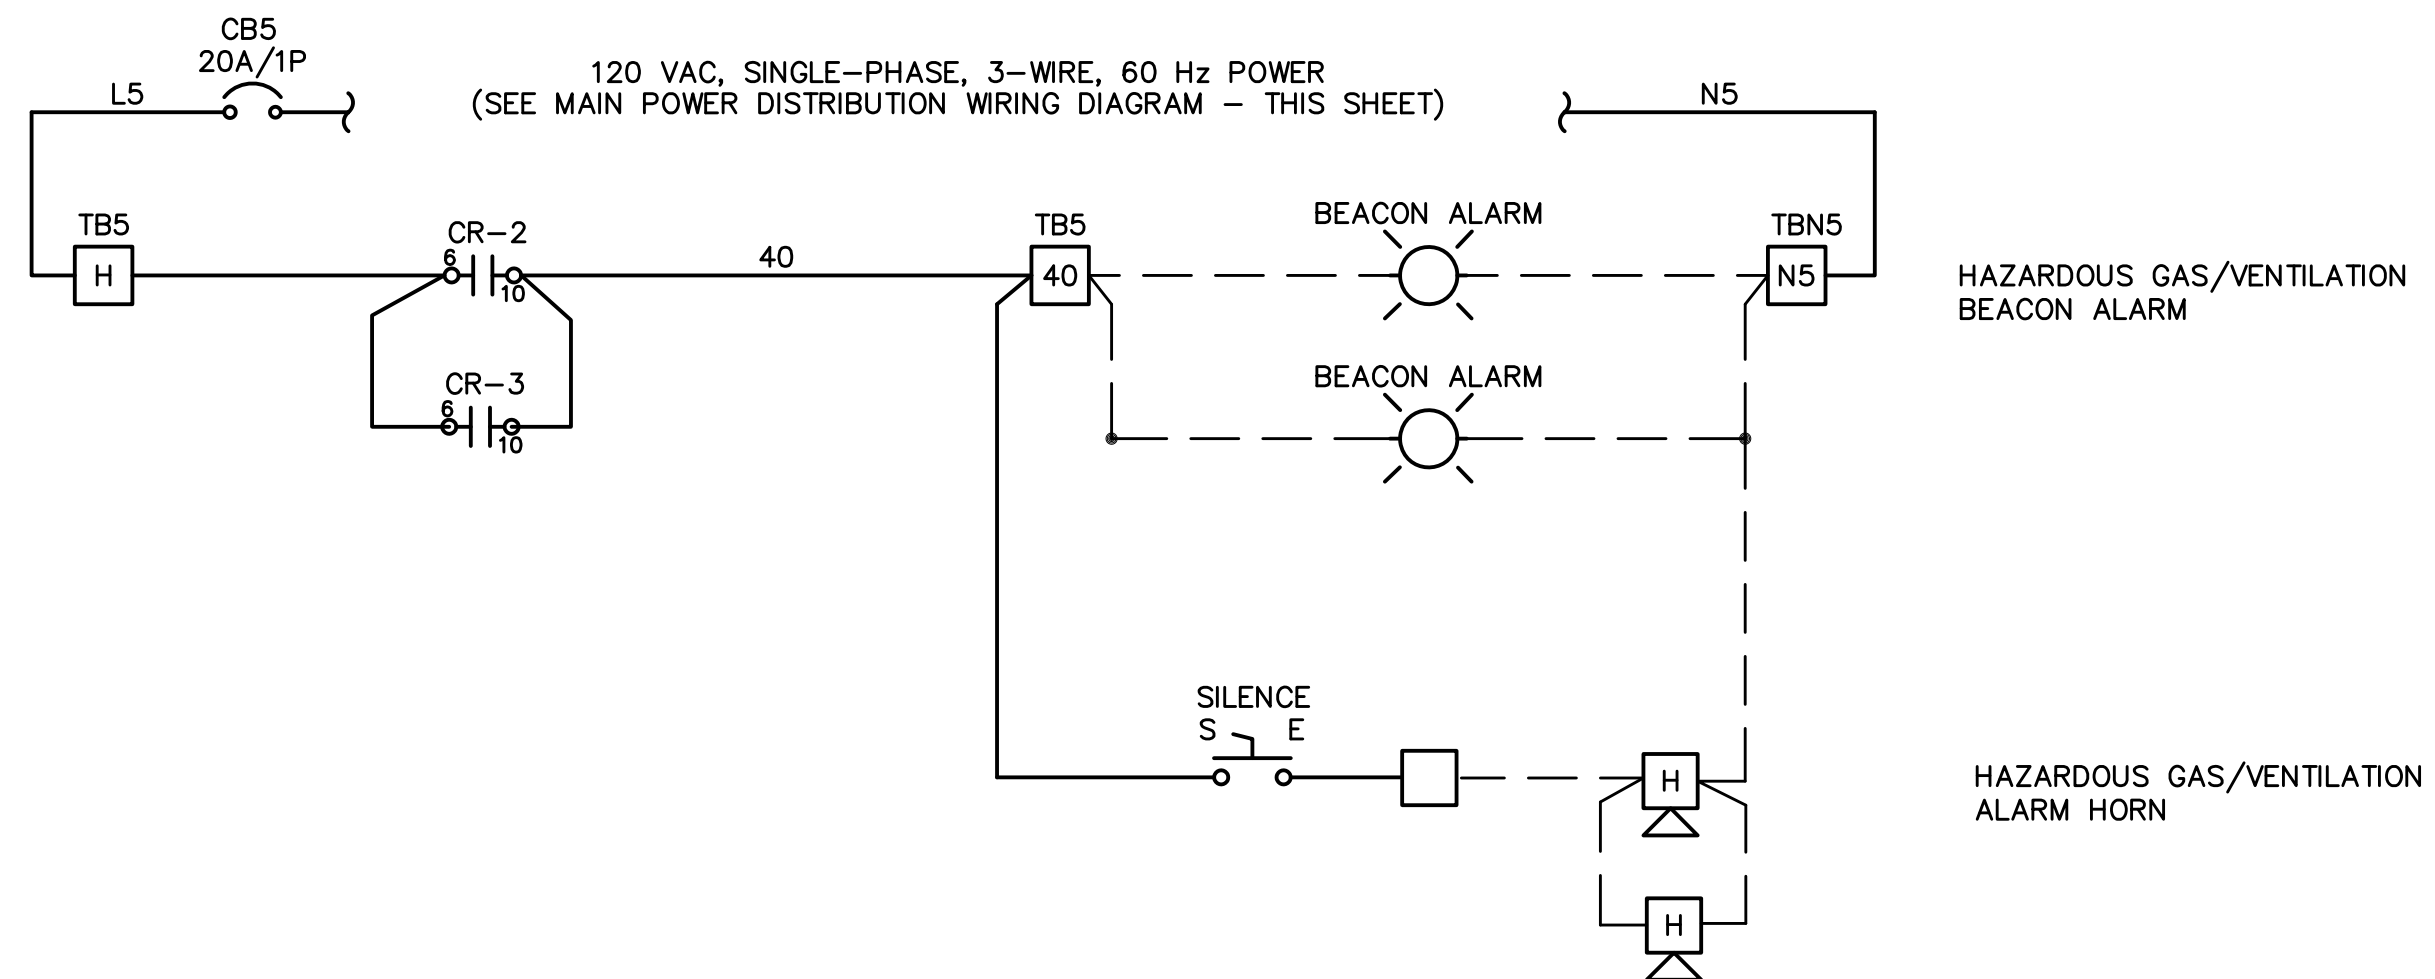 CB5
20A/1P
L5
120 VAC, SINGLE-PHASE, 3-WIRE, 60 Hz POWER
(SEE MAIN POWER DISTRIBUTION WIRING DIAGRAM - THIS SHEET)
N5
TB5
H
CR-2
6
10
40
TB5
40
BEACON ALARM
TBN5
N5
HAZARDOUS GAS/VENTILATION
BEACON ALARM
CR-3
6
10
BEACON ALARM
SILENCE
S E
H
HAZARDOUS GAS/VENTILATION
ALARM HORN
H